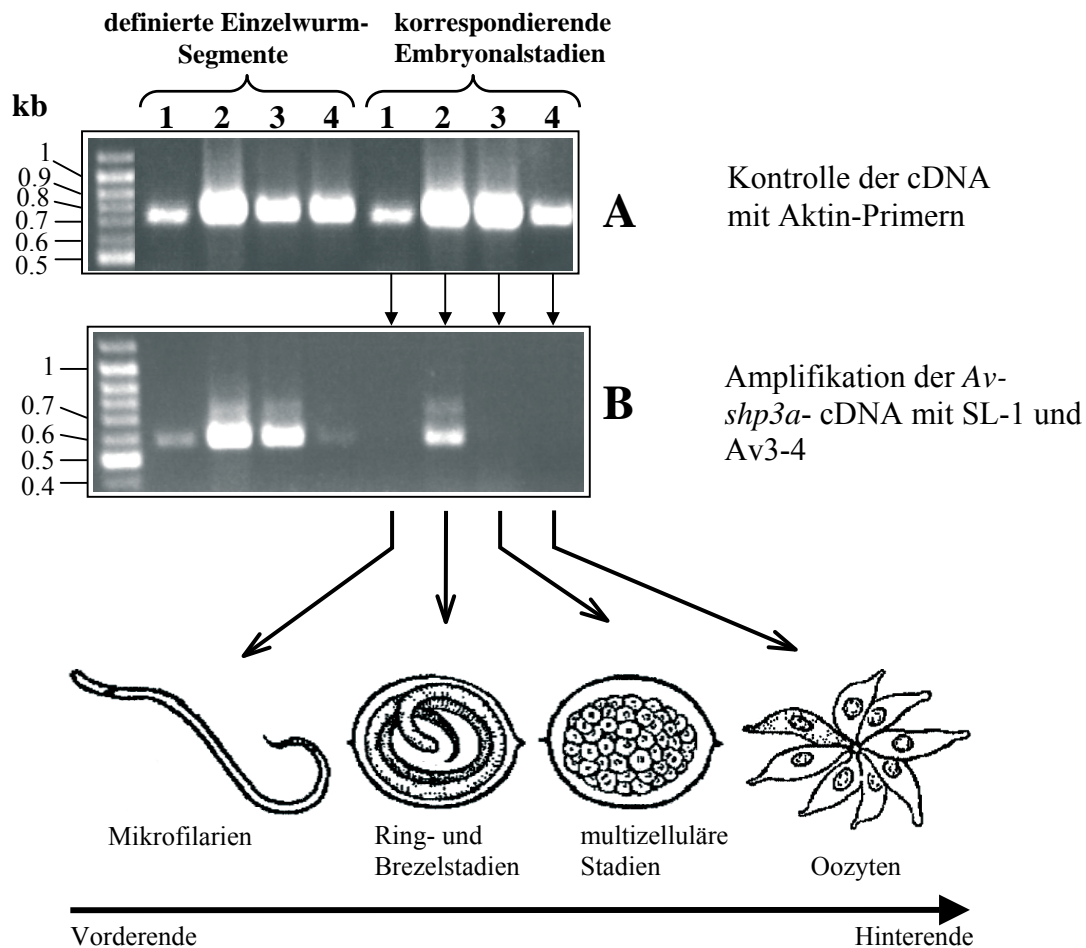 definierte Einzelwurm-
Segmente
korrespondierende
Embryonalstadien
kb
1 2 3 4 1 2 3 4
1
0.9
0.8
0.7
0.6
0.5
A
Kontrolle der cDNA
mit Aktin-Primern
1
0.7
0.6
0.5
0.4
B
Amplifikation der Av-
shp3a- cDNA mit SL-1 und
Av3-4
Mikrofilarien
Ring- und
Brezelstadien
multizelluläre
Stadien
Oozyten
Vorderende
Hinterende